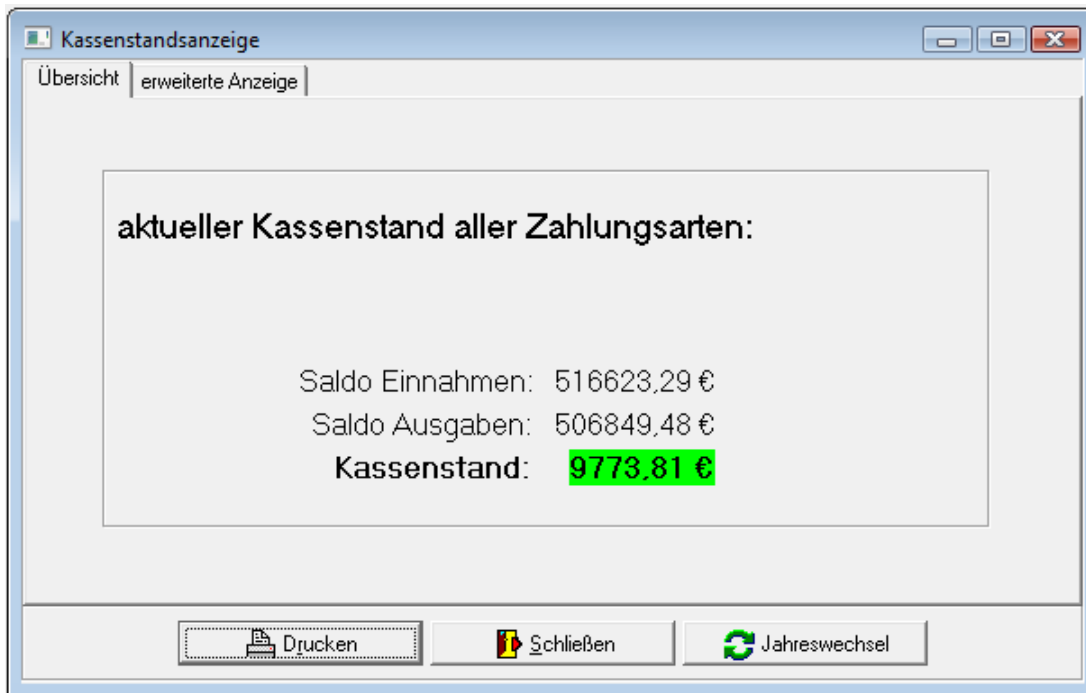 Kassenstandsanzeige
Übersicht erweiterte Anzeige
aktueller Kassenstand aller Zahlungsarten:
Saldo Einnahmen: 516623,29 €
Saldo Ausgaben: 506849,48 €
Kassenstand: 9773,81 €
Drucken Schließen Jahreswechsel